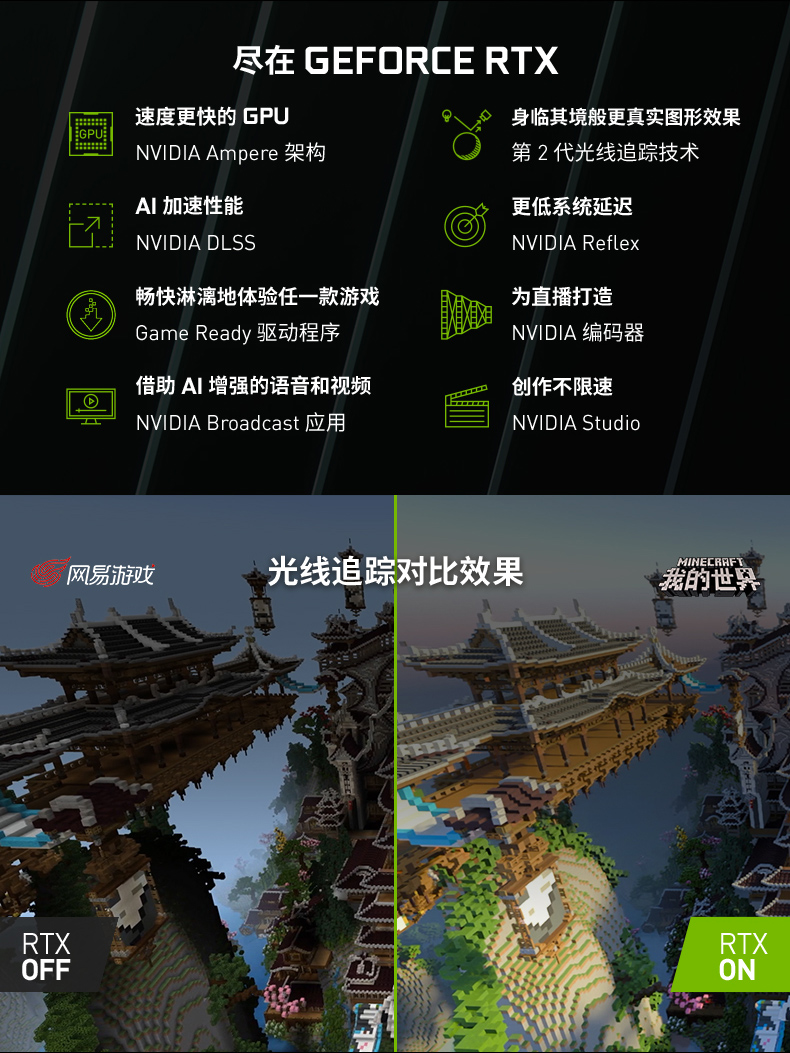 尽在 GEFORCE RTX
速度更快的 GPU
NVIDIA Ampere 架构
身临其境般更真实图形效果
第 2 代光线追踪技术
GPU
AI 加速性能
NVIDIA DLSS
更低系统延迟
NVIDIA Reflex
畅快淋漓地体验任一款游戏
Game Ready 驱动程序
为直播打造
NVIDIA 编码器
借助 AI 增强的语音和视频
NVIDIA Broadcast 应用
创作不限速
NVIDIA Studio
网易游戏
光线追踪对比效果
MINECRAFT
我的世界
RTX
OFF
RTX
ON